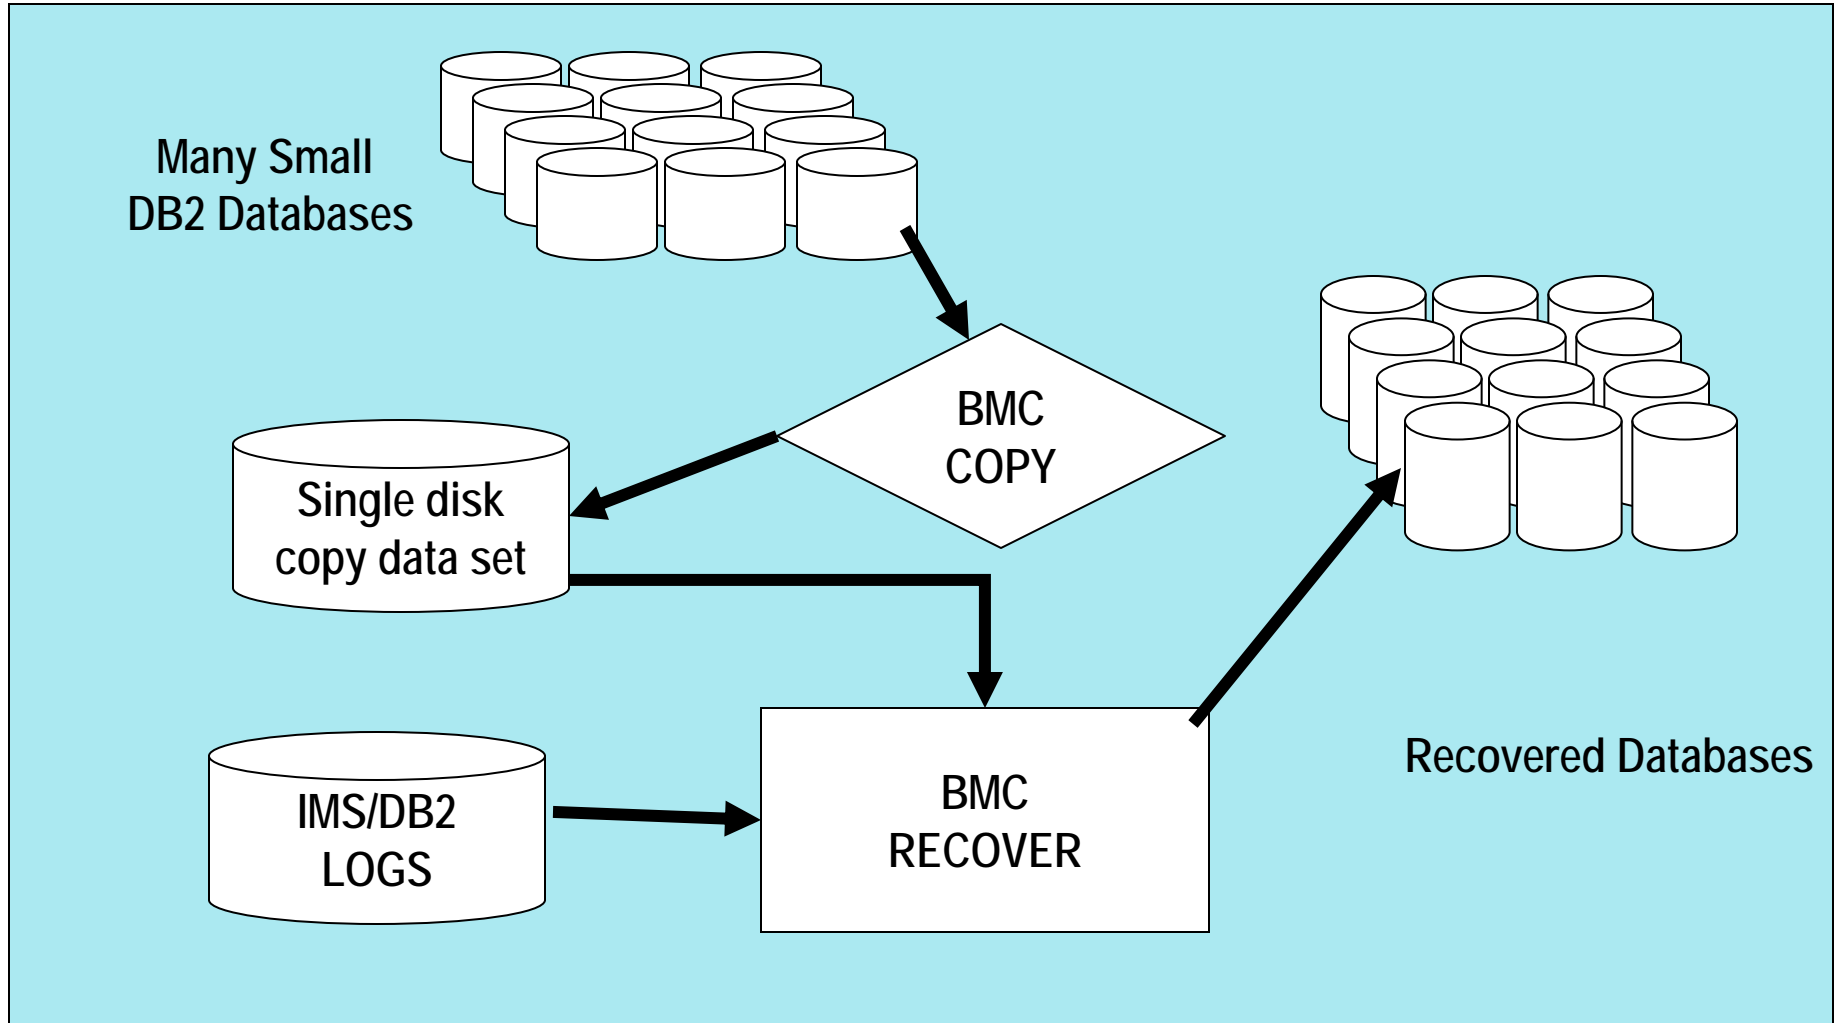 Many Small
DB2 Databases
BMC
COPY
Single disk
copy data set
IMS/DB2
LOGS
BMC
RECOVER
Recovered Databases